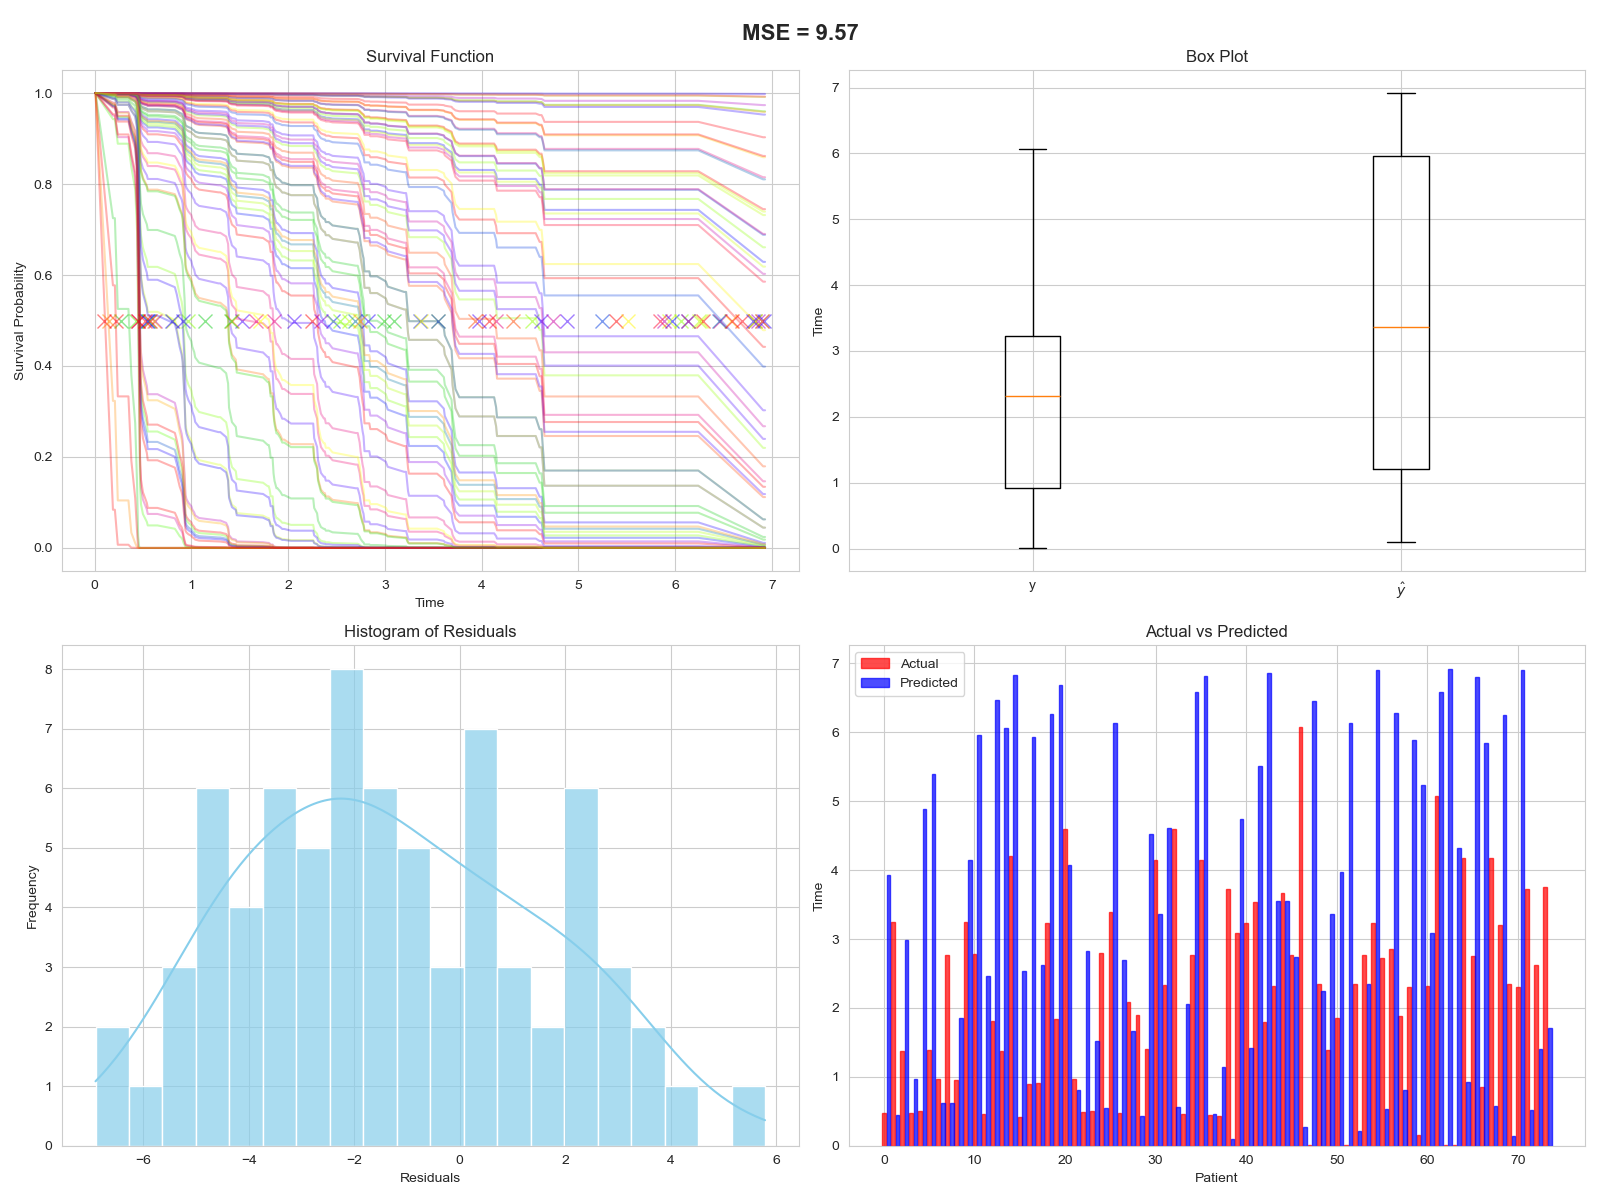 MSE = 9.57
Survival Function
Survival Probability
1.0
0.8
0.6
0.4
0.2
0.0
0 1 2 3 4 5 6 7
Time
Box Plot
Time
7
6
5
4
3
2
1
0
y ŷ
Histogram of Residuals
Frequency
8
7
6
5
4
3
2
1
0
−6 −4 −2 0 2 4 6
Residuals
Actual vs Predicted
Actual
Predicted
Time
7
6
5
4
3
2
1
0
0 10 20 30 40 50 60 70
Patient